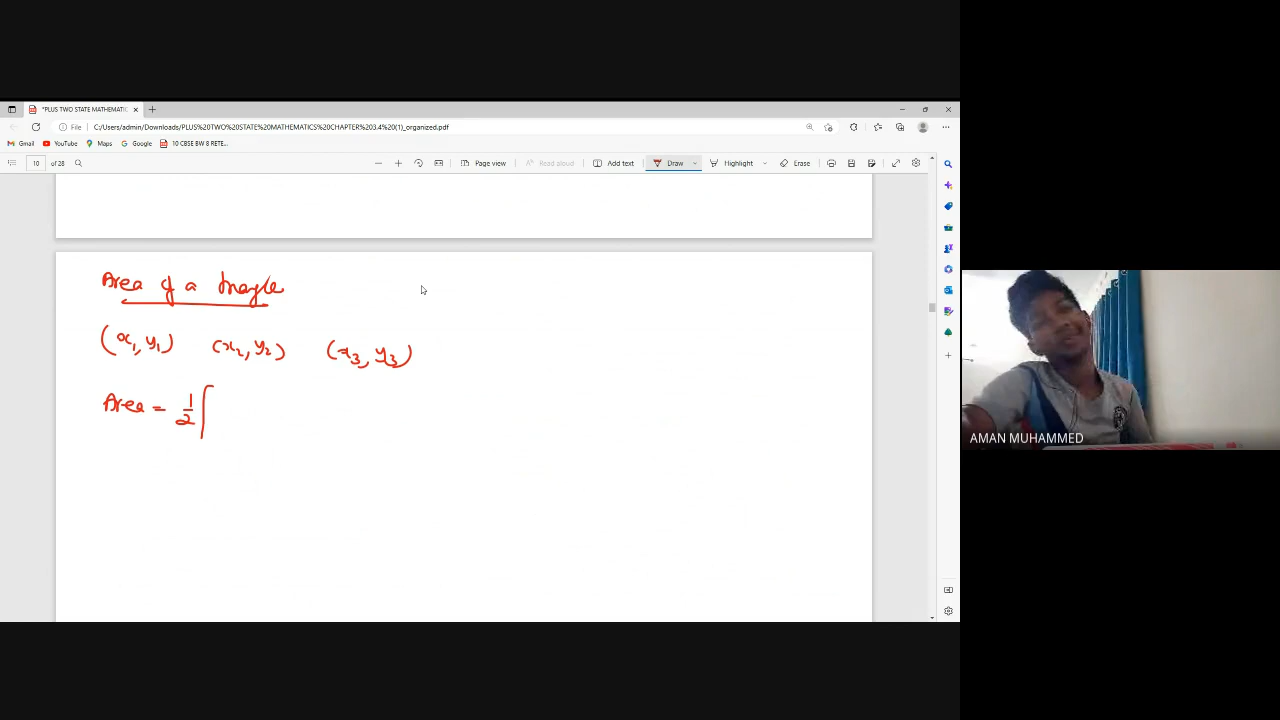 *PLUS TWO STATE MATHEMATIC
File C:/Users/admin/Downloads/PLUS%20TWO%20STATE%20MATHEMATICS%20CHAPTER%203.4%20(1)_organized.pdf
Gmail YouTube Maps Google 10 CBSE BW 8 RETE...
10 of 28 Page view Read aloud Add text Draw Highlight Erase
Area of a triangle
(x₁, y₁) (x₂, y₂) (x₃, y₃)
Area = 1/2 |
AMAN MUHAMMED